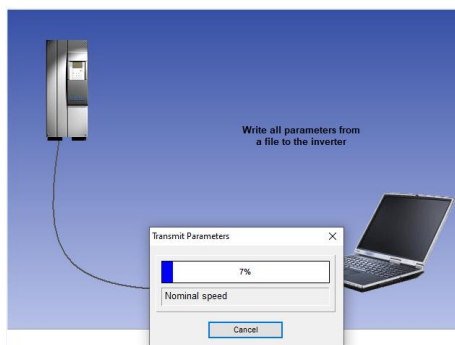 Write all parameters from
a file to the inverter
Transmit Parameters
7%
Nominal speed
Cancel